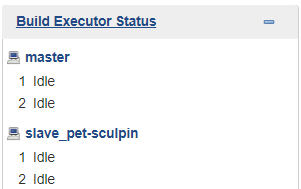 Build Executor Status
master
1 Idle
2 Idle
slave_pet-sculpin
1 Idle
2 Idle